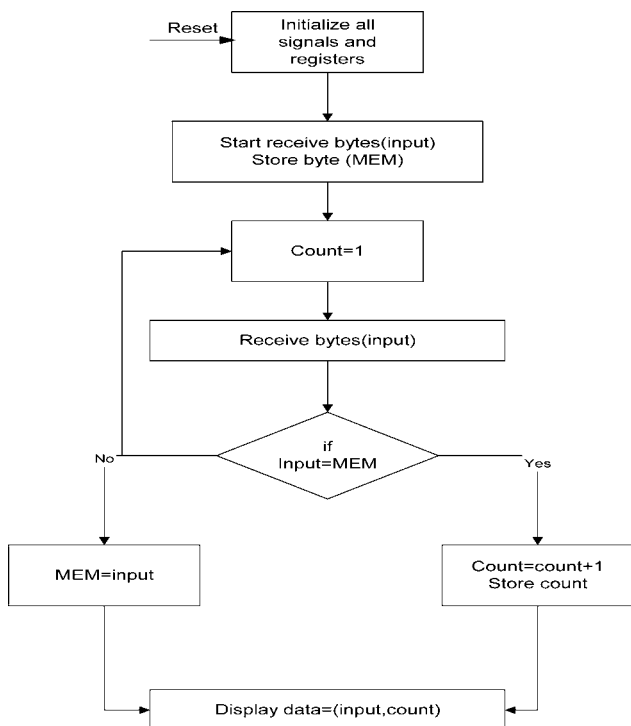 Reset
Initialize all
signals and
registers
Start receive bytes(input)
Store byte (MEM)
Count=1
Receive bytes(input)
if
Input=MEM
No
Yes
MEM=input
Count=count+1
Store count
Display data=(input,count)